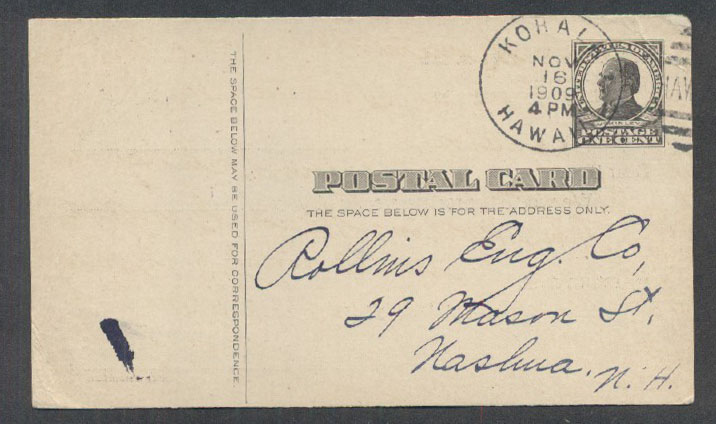 KOHAL
NOV
16
1909
4 PM
HAWAII
POSTAGE
ONE CENT
POSTAL CARD
THE SPACE BELOW IS FOR THE ADDRESS ONLY.
THE SPACE BELOW MAY BE USED FOR CORRESPONDENCE.
Rollins Eng. Co,
29 Mason St.
Nashua, N.H.